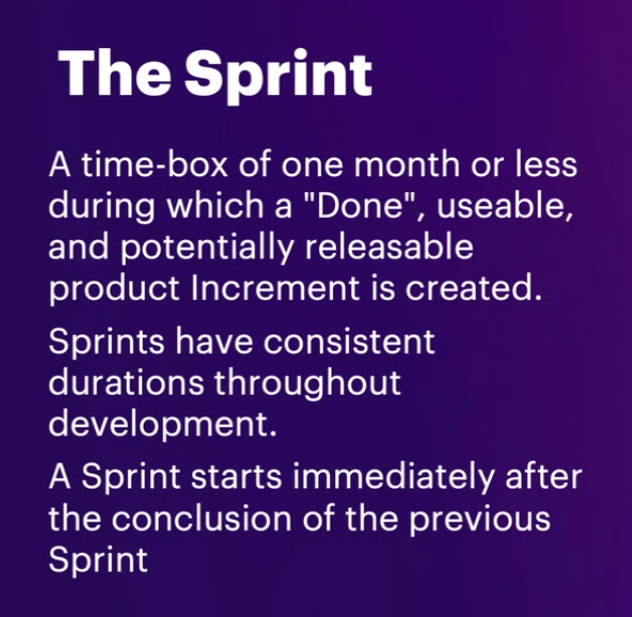 The Sprint
A time-box of one month or less
during which a "Done", useable,
and potentially releasable
product Increment is created.
Sprints have consistent
durations throughout
development.
A Sprint starts immediately after
the conclusion of the previous
Sprint